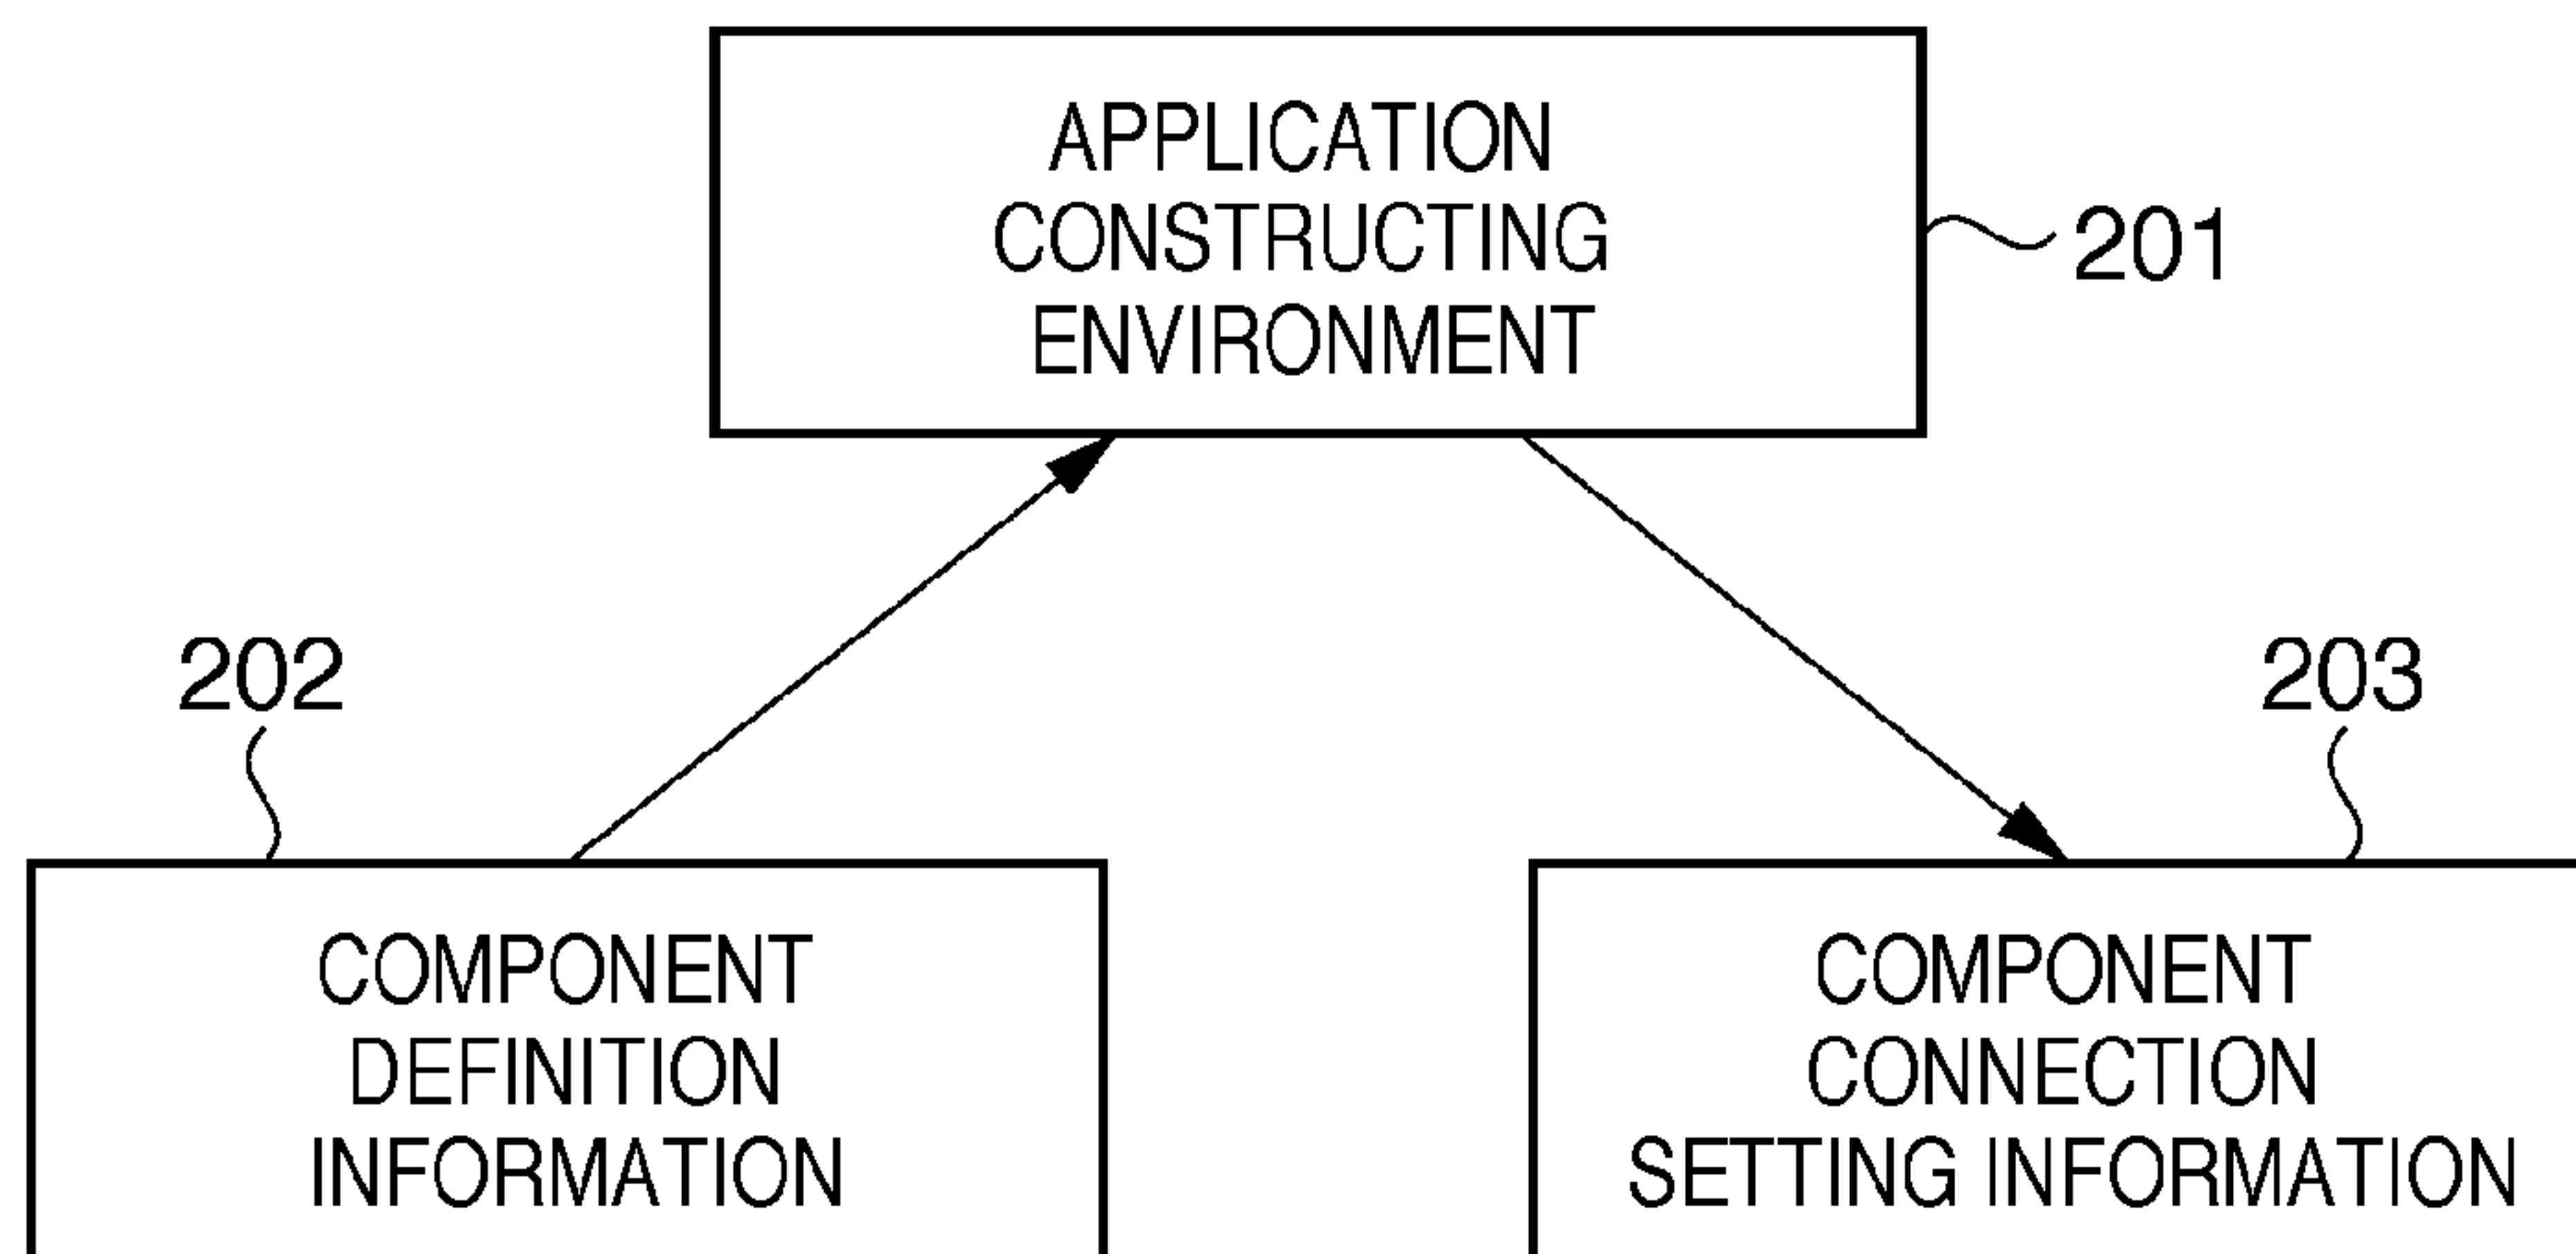 APPLICATION
CONSTRUCTING
ENVIRONMENT
201
202
203
COMPONENT
DEFINITION
INFORMATION
COMPONENT
CONNECTION
SETTING INFORMATION